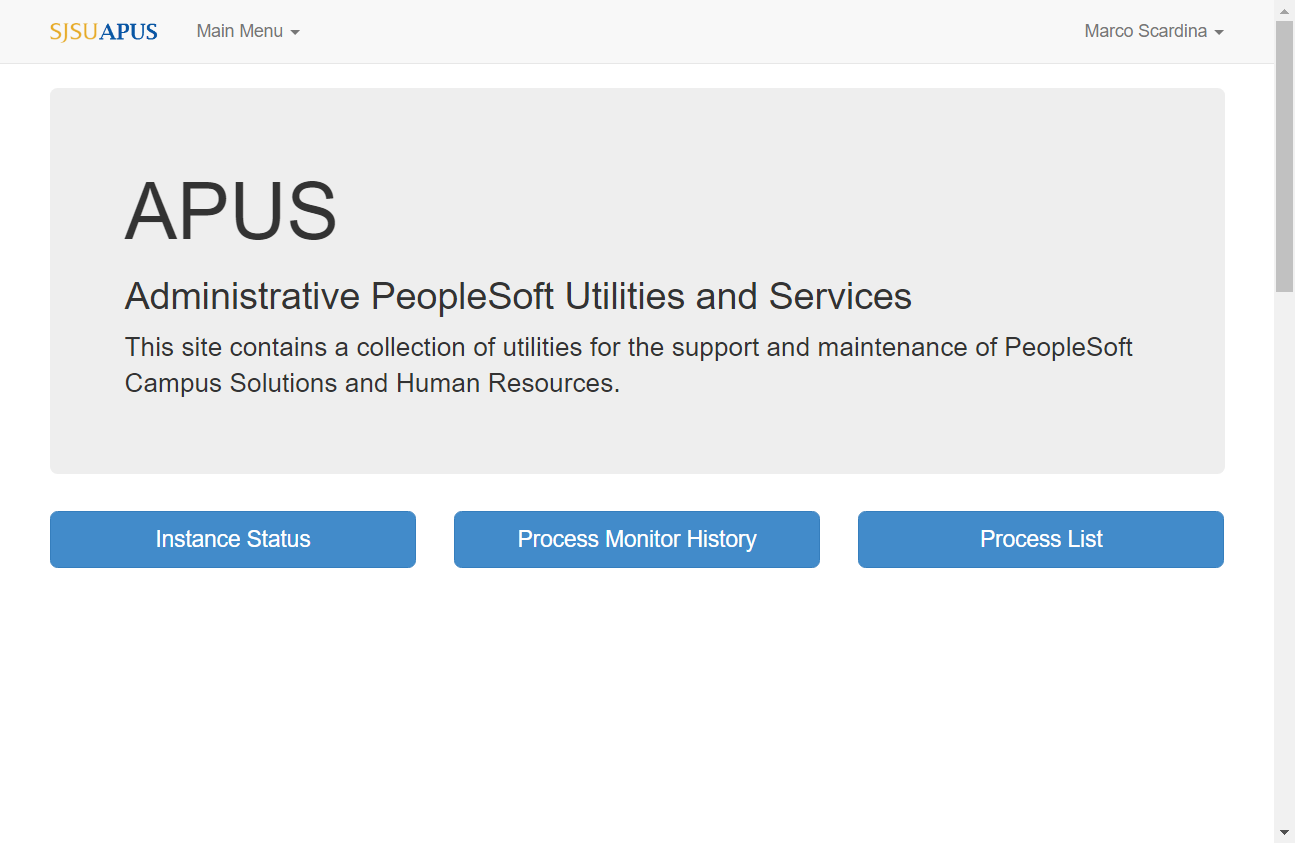 SJSUAPUS Main Menu Marco Scardina
APUS
Administrative PeopleSoft Utilities and Services
This site contains a collection of utilities for the support and maintenance of PeopleSoft
Campus Solutions and Human Resources.
Instance Status Process Monitor History Process List